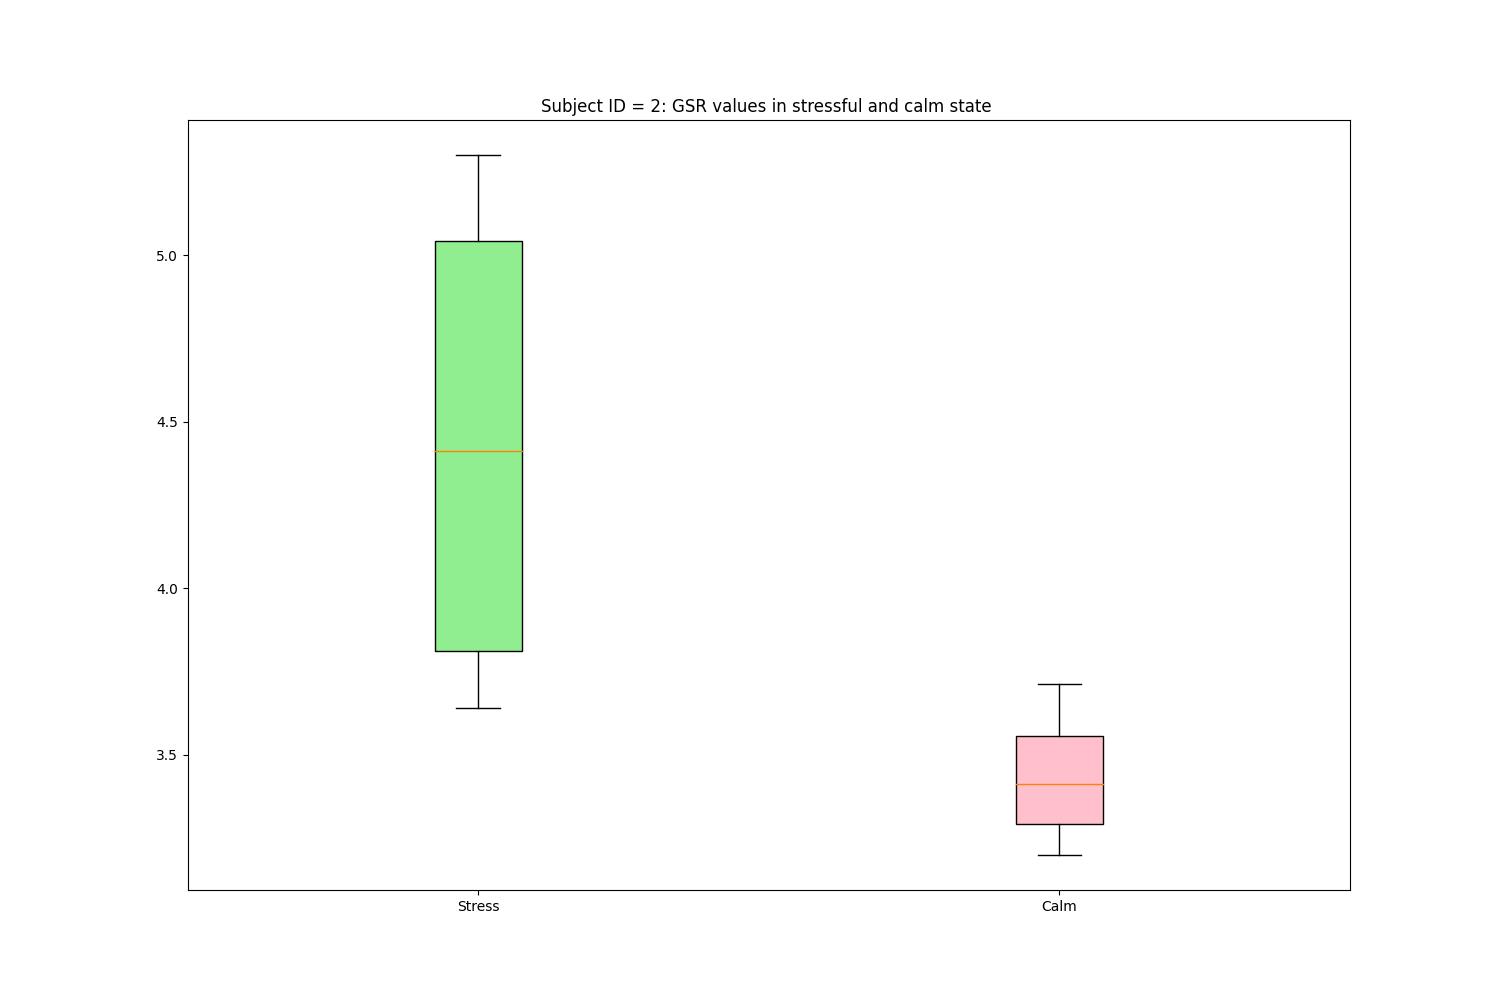 Subject ID = 2: GSR values in stressful and calm state
5.0
4.5
4.0
3.5
Stress
Calm